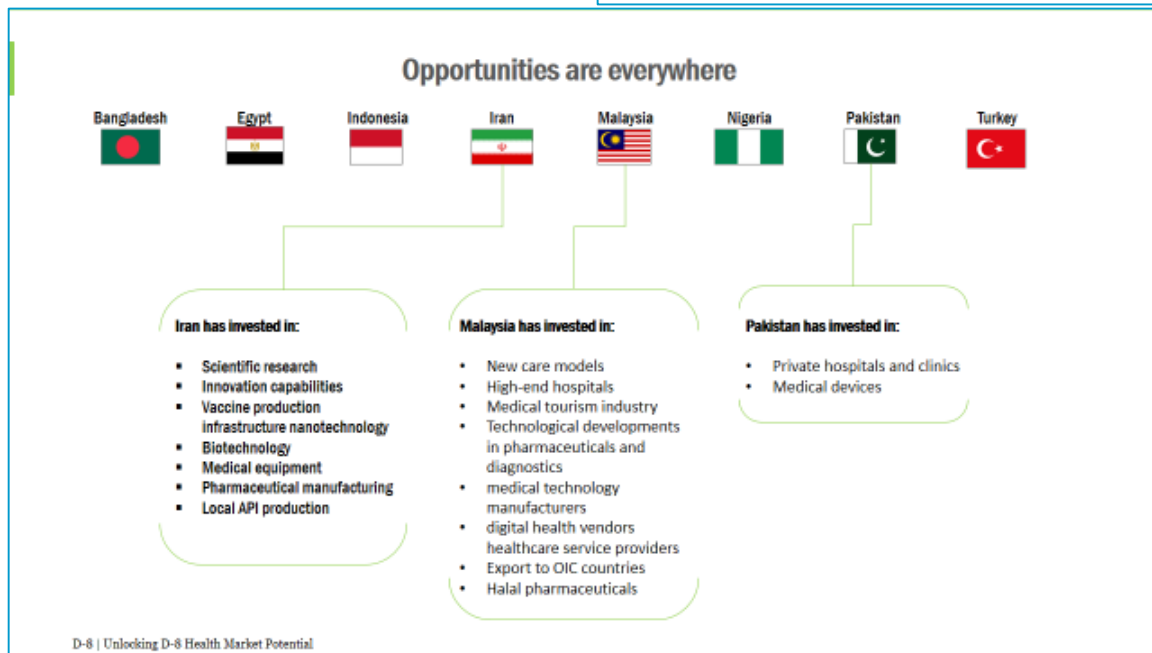 Opportunities are everywhere
Bangladesh
Egypt
Indonesia
Iran
Malaysia
Nigeria
Pakistan
Turkey
Iran has invested in:
▪ Scientific research
▪ Innovation capabilities
▪ Vaccine production
infrastructure nanotechnology
▪ Biotechnology
▪ Medical equipment
▪ Pharmaceutical manufacturing
▪ Local API production
Malaysia has invested in:
• New care models
• High-end hospitals
• Medical tourism industry
• Technological developments
in pharmaceuticals and
diagnostics
• medical technology
manufacturers
• digital health vendors
healthcare service providers
• Export to OIC countries
• Halal pharmaceuticals
Pakistan has invested in:
• Private hospitals and clinics
• Medical devices
D-8 | Unlocking D-8 Health Market Potential